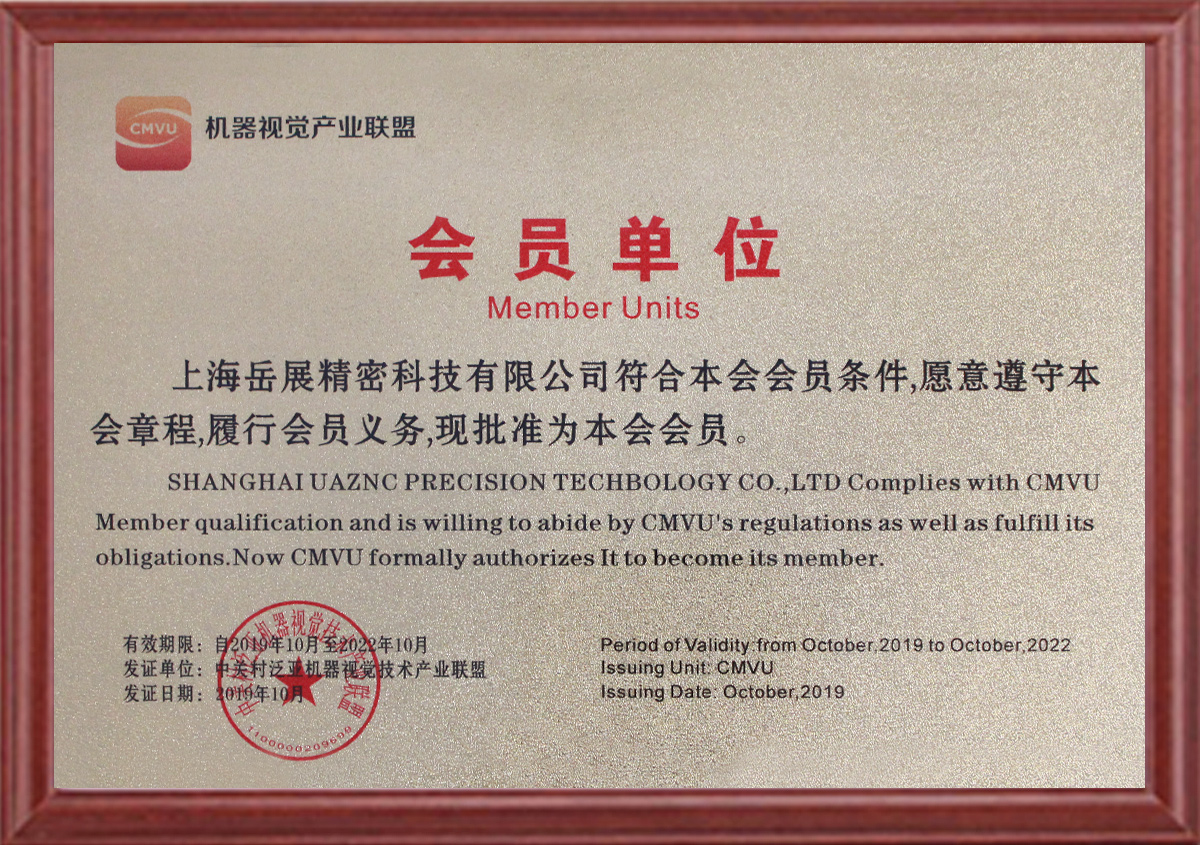 CMVU 机器视觉产业联盟
会员单位
Member Units
上海岳展精密科技有限公司符合本会会员条件,愿意遵守本
会章程,履行会员义务,现批准为本会会员。
SHANGHAI UAZNC PRECISION TECHBOLOGY CO.,LTD Complies with CMVU
Member qualification and is willing to abide by CMVU's regulations as well as fulfill its
obligations.Now CMVU formally authorizes It to become its member.
有效期限：自2019年10月至2022年10月
发证单位：中关村泛亚机器视觉技术产业联盟
发证日期：2019年10月
Period of Validity:from October,2019 to October,2022
Issuing Unit: CMVU
Issuing Date: October,2019